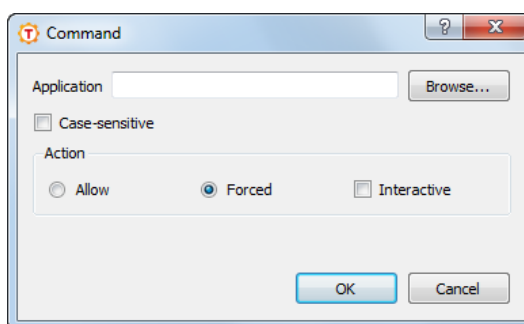 Command
Application Browse...
Case-sensitive
Action
Allow Forced Interactive
OK Cancel